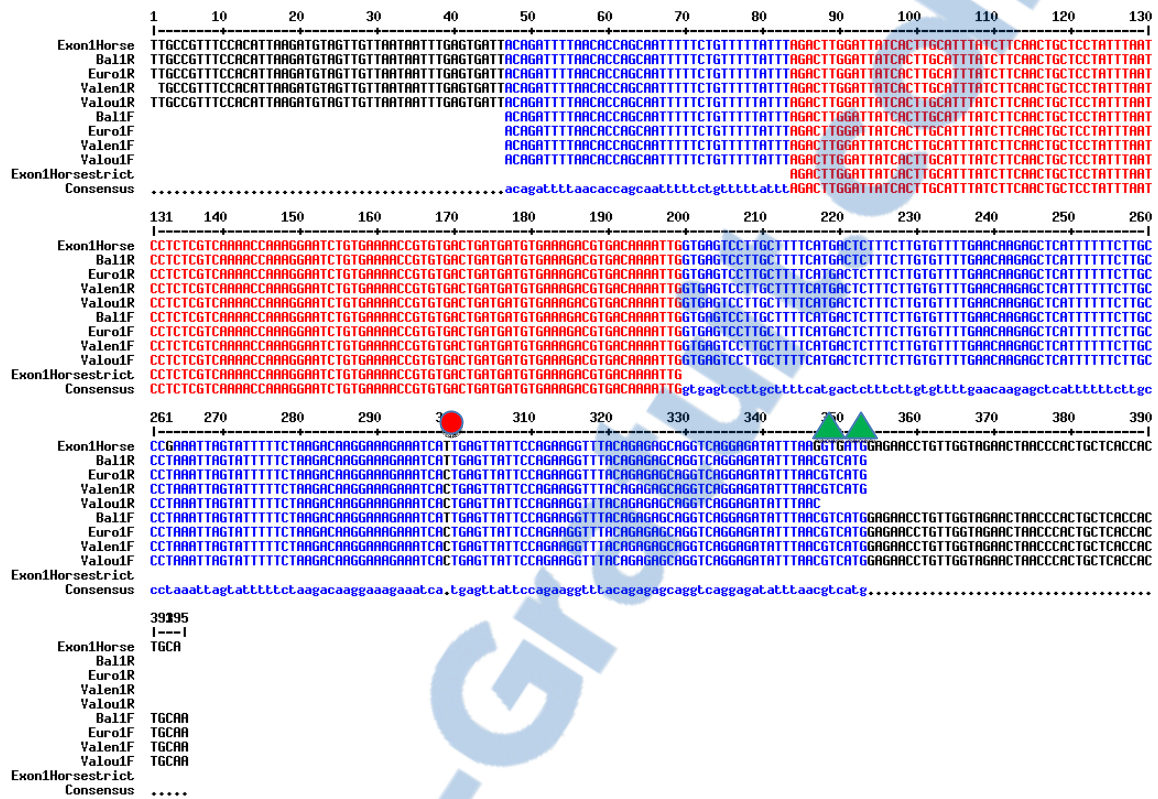 1 10 20 30 40 50 60 70 80 90 100 110 120 130
|--------+---------+---------+---------+---------+---------+---------+---------+---------+---------+---------+---------+---------|
Exon1Horse TTGCCGTTTCCACATTAAGATGTAGTTGTTAATAATTTGAGTGATTACAGATTTTAACACCAGCAATTTTTCTGTTTTTATTTAGACTTGGATTATCACTTGCATTTATCTTCAACTGCTCCTATTTAAT
Bal1R TTGCCGTTTCCACATTAAGATGTAGTTGTTAATAATTTGAGTGATTACAGATTTTAACACCAGCAATTTTTCTGTTTTTATTTAGACTTGGATTATCACTTGCATTTATCTTCAACTGCTCCTATTTAAT
Euro1R TTGCCGTTTCCACATTAAGATGTAGTTGTTAATAATTTGAGTGATTACAGATTTTAACACCAGCAATTTTTCTGTTTTTATTTAGACTTGGATTATCACTTGCATTTATCTTCAACTGCTCCTATTTAAT
Valen1R TGCCGTTTCCACATTAAGATGTAGTTGTTAATAATTTGAGTGATTACAGATTTTAACACCAGCAATTTTTCTGTTTTTATTTAGACTTGGATTATCACTTGCATTTATCTTCAACTGCTCCTATTTAAT
Valou1R TTGCCGTTTCCACATTAAGATGTAGTTGTTAATAATTTGAGTGATTACAGATTTTAACACCAGCAATTTTTCTGTTTTTATTTAGACTTGGATTATCACTTGCATTTATCTTCAACTGCTCCTATTTAAT
Bal1F ACAGATTTTAACACCAGCAATTTTTCTGTTTTTATTTAGACTTGGATTATCACTTGCATTTATCTTCAACTGCTCCTATTTAAT
Euro1F ACAGATTTTAACACCAGCAATTTTTCTGTTTTTATTTAGACTTGGATTATCACTTGCATTTATCTTCAACTGCTCCTATTTAAT
Valen1F ACAGATTTTAACACCAGCAATTTTTCTGTTTTTATTTAGACTTGGATTATCACTTGCATTTATCTTCAACTGCTCCTATTTAAT
Valou1F ACAGATTTTAACACCAGCAATTTTTCTGTTTTTATTTAGACTTGGATTATCACTTGCATTTATCTTCAACTGCTCCTATTTAAT
Exon1Horsestrict AGACTTGGATTATCACTTGCATTTATCTTCAACTGCTCCTATTTAAT
Consensus ..............................................acagattttaacaccagcaatttttctgtttttatttAGACTTGGATTATCACTTGCATTTATCTTCAACTGCTCCTATTTAAT
131 140 150 160 170 180 190 200 210 220 230 240 250 260
|--------+---------+---------+---------+---------+---------+---------+---------+---------+---------+---------+---------+---------|
Exon1Horse CCTCTCGTCAAAACCAAAGGAATCTGTGAAAACCGTGTGACTGATGATGTGAAAGACGTGACAAAATTGGTGAGTCCTTGCTTTTCATGACTCTTTCTTGTGTTTTGAACAAGAGCTCATTTTTTCTTGC
Bal1R CCTCTCGTCAAAACCAAAGGAATCTGTGAAAACCGTGTGACTGATGATGTGAAAGACGTGACAAAATTGGTGAGTCCTTGCTTTTCATGACTCTTTCTTGTGTTTTGAACAAGAGCTCATTTTTTCTTGC
Euro1R CCTCTCGTCAAAACCAAAGGAATCTGTGAAAACCGTGTGACTGATGATGTGAAAGACGTGACAAAATTGGTGAGTCCTTGCTTTTCATGACTCTTTCTTGTGTTTTGAACAAGAGCTCATTTTTTCTTGC
Valen1R CCTCTCGTCAAAACCAAAGGAATCTGTGAAAACCGTGTGACTGATGATGTGAAAGACGTGACAAAATTGGTGAGTCCTTGCTTTTCATGACTCTTTCTTGTGTTTTGAACAAGAGCTCATTTTTTCTTGC
Valou1R CCTCTCGTCAAAACCAAAGGAATCTGTGAAAACCGTGTGACTGATGATGTGAAAGACGTGACAAAATTGGTGAGTCCTTGCTTTTCATGACTCTTTCTTGTGTTTTGAACAAGAGCTCATTTTTTCTTGC
Bal1F CCTCTCGTCAAAACCAAAGGAATCTGTGAAAACCGTGTGACTGATGATGTGAAAGACGTGACAAAATTGGTGAGTCCTTGCTTTTCATGACTCTTTCTTGTGTTTTGAACAAGAGCTCATTTTTTCTTGC
Euro1F CCTCTCGTCAAAACCAAAGGAATCTGTGAAAACCGTGTGACTGATGATGTGAAAGACGTGACAAAATTGGTGAGTCCTTGCTTTTCATGACTCTTTCTTGTGTTTTGAACAAGAGCTCATTTTTTCTTGC
Valen1F CCTCTCGTCAAAACCAAAGGAATCTGTGAAAACCGTGTGACTGATGATGTGAAAGACGTGACAAAATTGGTGAGTCCTTGCTTTTCATGACTCTTTCTTGTGTTTTGAACAAGAGCTCATTTTTTCTTGC
Valou1F CCTCTCGTCAAAACCAAAGGAATCTGTGAAAACCGTGTGACTGATGATGTGAAAGACGTGACAAAATTGGTGAGTCCTTGCTTTTCATGACTCTTTCTTGTGTTTTGAACAAGAGCTCATTTTTTCTTGC
Exon1Horsestrict CCTCTCGTCAAAACCAAAGGAATCTGTGAAAACCGTGTGACTGATGATGTGAAAGACGTGACAAAATTG
Consensus CCTCTCGTCAAAACCAAAGGAATCTGTGAAAACCGTGTGACTGATGATGTGAAAGACGTGACAAAATTGgtgagtccttgcttttcatgactctttcttgtgttttgaacaagagctcattttttcttgc
261 270 280 290 310 320 330 340 350 360 370 380 390
|--------+---------+---------+---------+---------+---------+---------+---------+---------+---------+---------+---------+---------|
Exon1Horse CCGAAATTAGTATTTTTCTAAGACAAGGAAAGAAATCATTGAGTTATTCCAGAAGGTTTACAGAGAGCAGGTCAGGAGATATTTAAGGTGATGGAGAACCTGTTGGTAGAACTAACCCACTGCTCACCAC
Bal1R CCTAAATTAGTATTTTTCTAAGACAAGGAAAGAAATCATTGAGTTATTCCAGAAGGTTTACAGAGAGCAGGTCAGGAGATATTTAACGTCATG
Euro1R CCTAAATTAGTATTTTTCTAAGACAAGGAAAGAAATCACTGAGTTATTCCAGAAGGTTTACAGAGAGCAGGTCAGGAGATATTTAACGTCATG
Valen1R CCTAAATTAGTATTTTTCTAAGACAAGGAAAGAAATCACTGAGTTATTCCAGAAGGTTTACAGAGAGCAGGTCAGGAGATATTTAACGTCATG
Valou1R CCTAAATTAGTATTTTTCTAAGACAAGGAAAGAAATCACTGAGTTATTCCAGAAGGTTTACAGAGAGCAGGTCAGGAGATATTTAAC
Bal1F CCTAAATTAGTATTTTTCTAAGACAAGGAAAGAAATCATTGAGTTATTCCAGAAGGTTTACAGAGAGCAGGTCAGGAGATATTTAACGTCATGGAGAACCTGTTGGTAGAACTAACCCACTGCTCACCAC
Euro1F CCTAAATTAGTATTTTTCTAAGACAAGGAAAGAAATCACTGAGTTATTCCAGAAGGTTTACAGAGAGCAGGTCAGGAGATATTTAACGTCATGGAGAACCTGTTGGTAGAACTAACCCACTGCTCACCAC
Valen1F CCTAAATTAGTATTTTTCTAAGACAAGGAAAGAAATCACTGAGTTATTCCAGAAGGTTTACAGAGAGCAGGTCAGGAGATATTTAACGTCATGGAGAACCTGTTGGTAGAACTAACCCACTGCTCACCAC
Valou1F CCTAAATTAGTATTTTTCTAAGACAAGGAAAGAAATCACTGAGTTATTCCAGAAGGTTTACAGAGAGCAGGTCAGGAGATATTTAACGTCATGGAGAACCTGTTGGTAGAACTAACCCACTGCTCACCAC
Exon1Horsestrict
Consensus cctaaattagtatttttctaagacaaggaaagaaatca.tgagttattccagaaggtttacagagagcaggtcaggagatatttaacgtcatg.....................................
|---|
Exon1Horse TGCA
Bal1R
Euro1R
Valen1R
Valou1R
Bal1F TGCAA
Euro1F TGCAA
Valen1F TGCAA
Valou1F TGCAA
Exon1Horsestrict
Consensus .....
-Gratuit.com